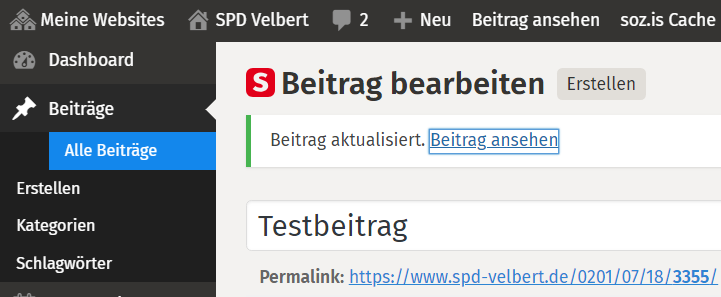 Meine Websites SPD Velbert 2 Neu Beitrag ansehen soz.is Cache
Dashboard
Beiträge
Alle Beiträge
Erstellen
Kategorien
Schlagwörter
S Beitrag bearbeiten Erstellen
Beitrag aktualisiert. Beitrag ansehen
Testbeitrag
Permalink: https://www.spd-velbert.de/0201/07/18/3355/